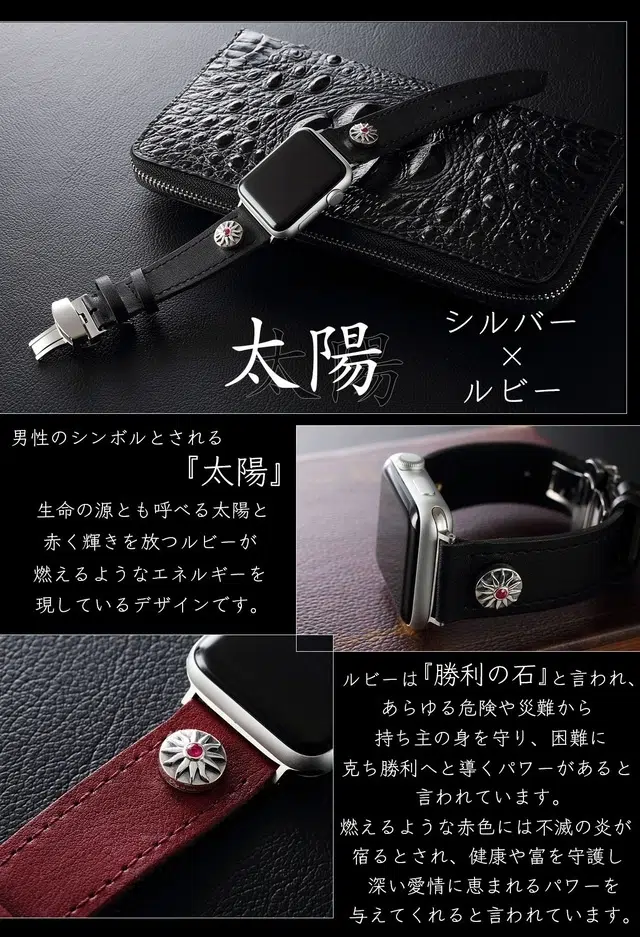 太陽
シルバー
×
ルビー
男性のシンボルとされる
『太陽』
生命の源とも呼べる太陽と
赤く輝きを放つルビーが
燃えるようなエネルギーを
現しているデザインです。
ルビーは『勝利の石』と言われ、
あらゆる危険や災難から
持ち主の身を守り、困難に
克ち勝利へと導くパワーがあると
言われています。
燃えるような赤色には不滅の炎が
宿るとされ、健康や富を守護し
深い愛情に恵まれるパワーを
与えてくれると言われています。